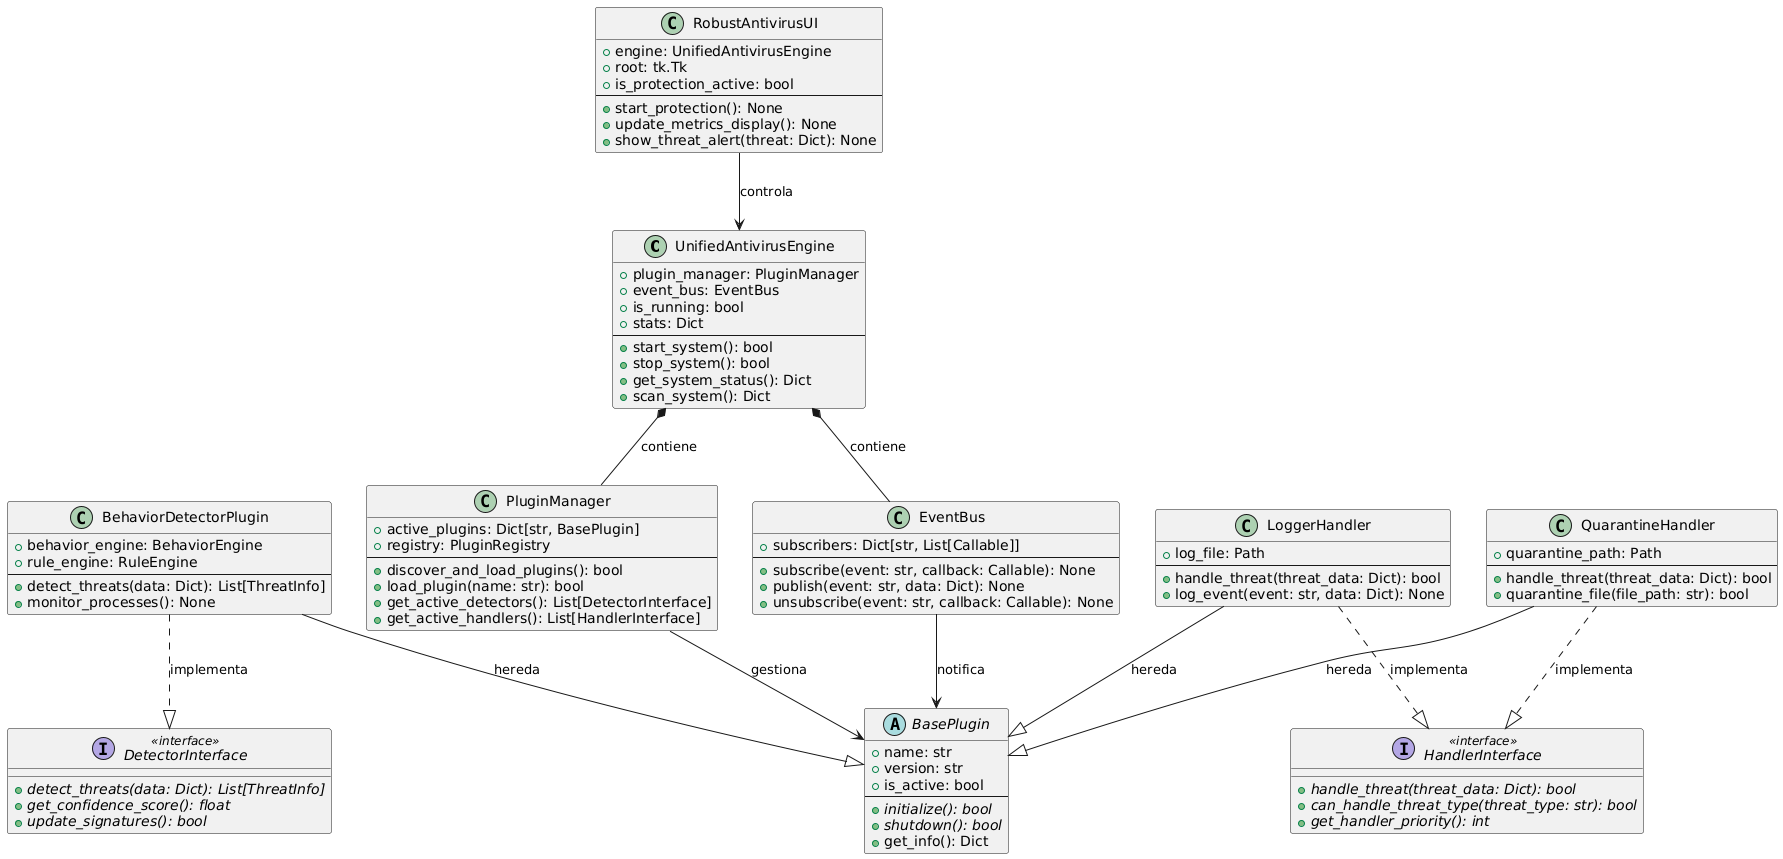 C RobustAntivirusUI
engine: UnifiedAntivirusEngine
root: tk.Tk
is_protection_active: bool
start_protection(): None
update_metrics_display(): None
show_threat_alert(threat: Dict): None
controla
C UnifiedAntivirusEngine
plugin_manager: PluginManager
event_bus: EventBus
is_running: bool
stats: Dict
start_system(): bool
stop_system(): bool
get_system_status(): Dict
scan_system(): Dict
contiene
contiene
C BehaviorDetectorPlugin
behavior_engine: BehaviorEngine
rule_engine: RuleEngine
detect_threats(data: Dict): List[ThreatInfo]
monitor_processes(): None
C PluginManager
active_plugins: Dict[str, BasePlugin]
registry: PluginRegistry
discover_and_load_plugins(): bool
load_plugin(name: str): bool
get_active_detectors(): List[DetectorInterface]
get_active_handlers(): List[HandlerInterface]
C EventBus
subscribers: Dict[str, List[Callable]]
subscribe(event: str, callback: Callable): None
publish(event: str, data: Dict): None
unsubscribe(event: str, callback: Callable): None
C LoggerHandler
log_file: Path
handle_threat(threat_data: Dict): bool
log_event(event: str, data: Dict): None
C QuarantineHandler
quarantine_path: Path
handle_threat(threat_data: Dict): bool
quarantine_file(file_path: str): bool
implementa
hereda
gestiona
notifica
hereda
hereda
implementa
implementa
I «interface»
DetectorInterface
detect_threats(data: Dict): List[ThreatInfo]
get_confidence_score(): float
update_signatures(): bool
A BasePlugin
name: str
version: str
is_active: bool
initialize(): bool
shutdown(): bool
get_info(): Dict
I «interface»
HandlerInterface
handle_threat(threat_data: Dict): bool
can_handle_threat_type(threat_type: str): bool
get_handler_priority(): int